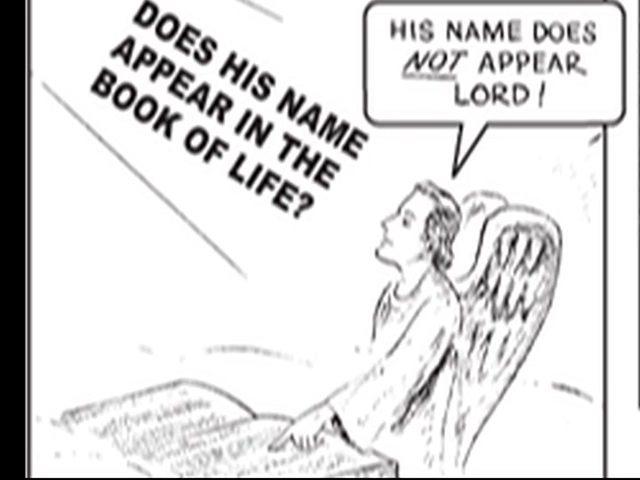 DOES HIS NAME
APPEAR IN THE
BOOK OF LIFE?
HIS NAME DOES
NOT APPEAR
LORD!